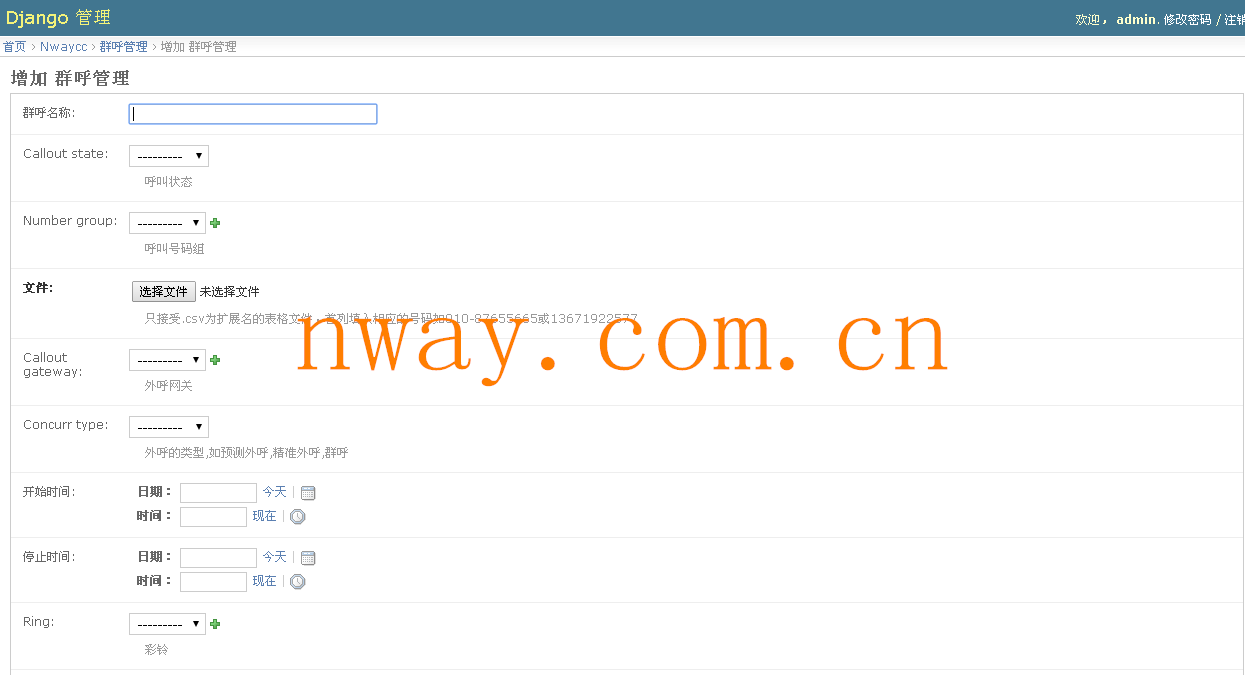 Django 管理
欢迎， admin. 修改密码 / 注销
首页 › Nwaycc › 群呼管理 › 增加 群呼管理
增加 群呼管理
群呼名称:
Callout state: ---------
呼叫状态
Number group: ---------
呼叫号码组
文件: 选择文件 未选择文件
只接受.csv为扩展名的表格文件，首列填入相应的号码如010-87655665或13671922577
nway.com.cn
Callout gateway: ---------
外呼网关
Concurr type: ---------
外呼的类型,如预测外呼,精准外呼,群呼
开始时间: 日期： 今天 |
时间： 现在 |
停止时间: 日期： 今天 |
时间： 现在 |
Ring: ---------
彩铃